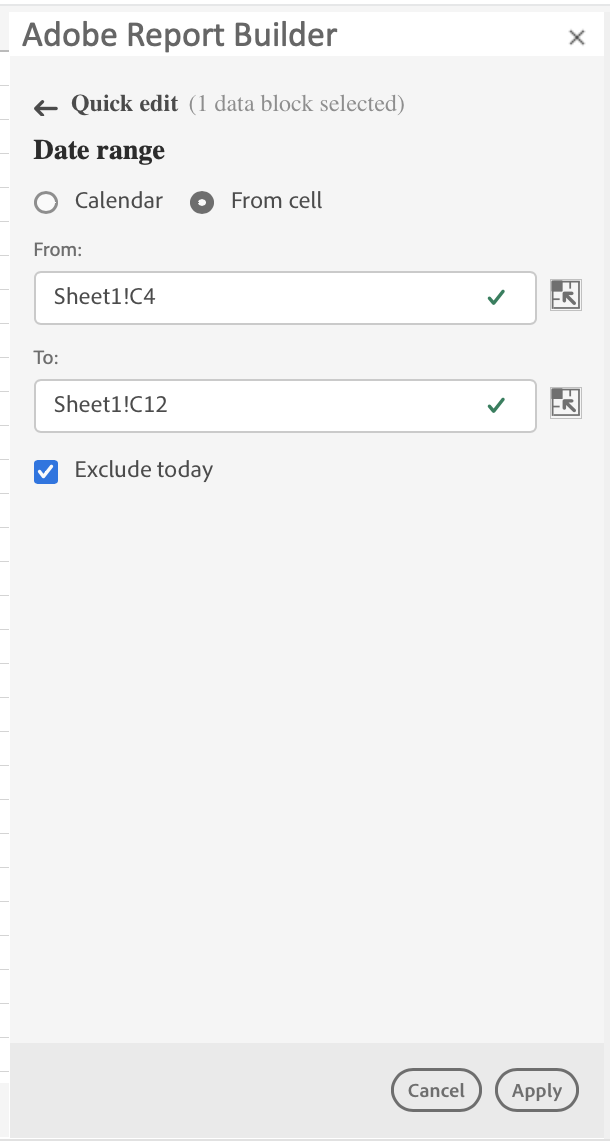 Adobe Report Builder
Quick edit (1 data block selected)
Date range
Calendar From cell
From:
Sheet1!C4
To:
Sheet1!C12
Exclude today
Cancel Apply